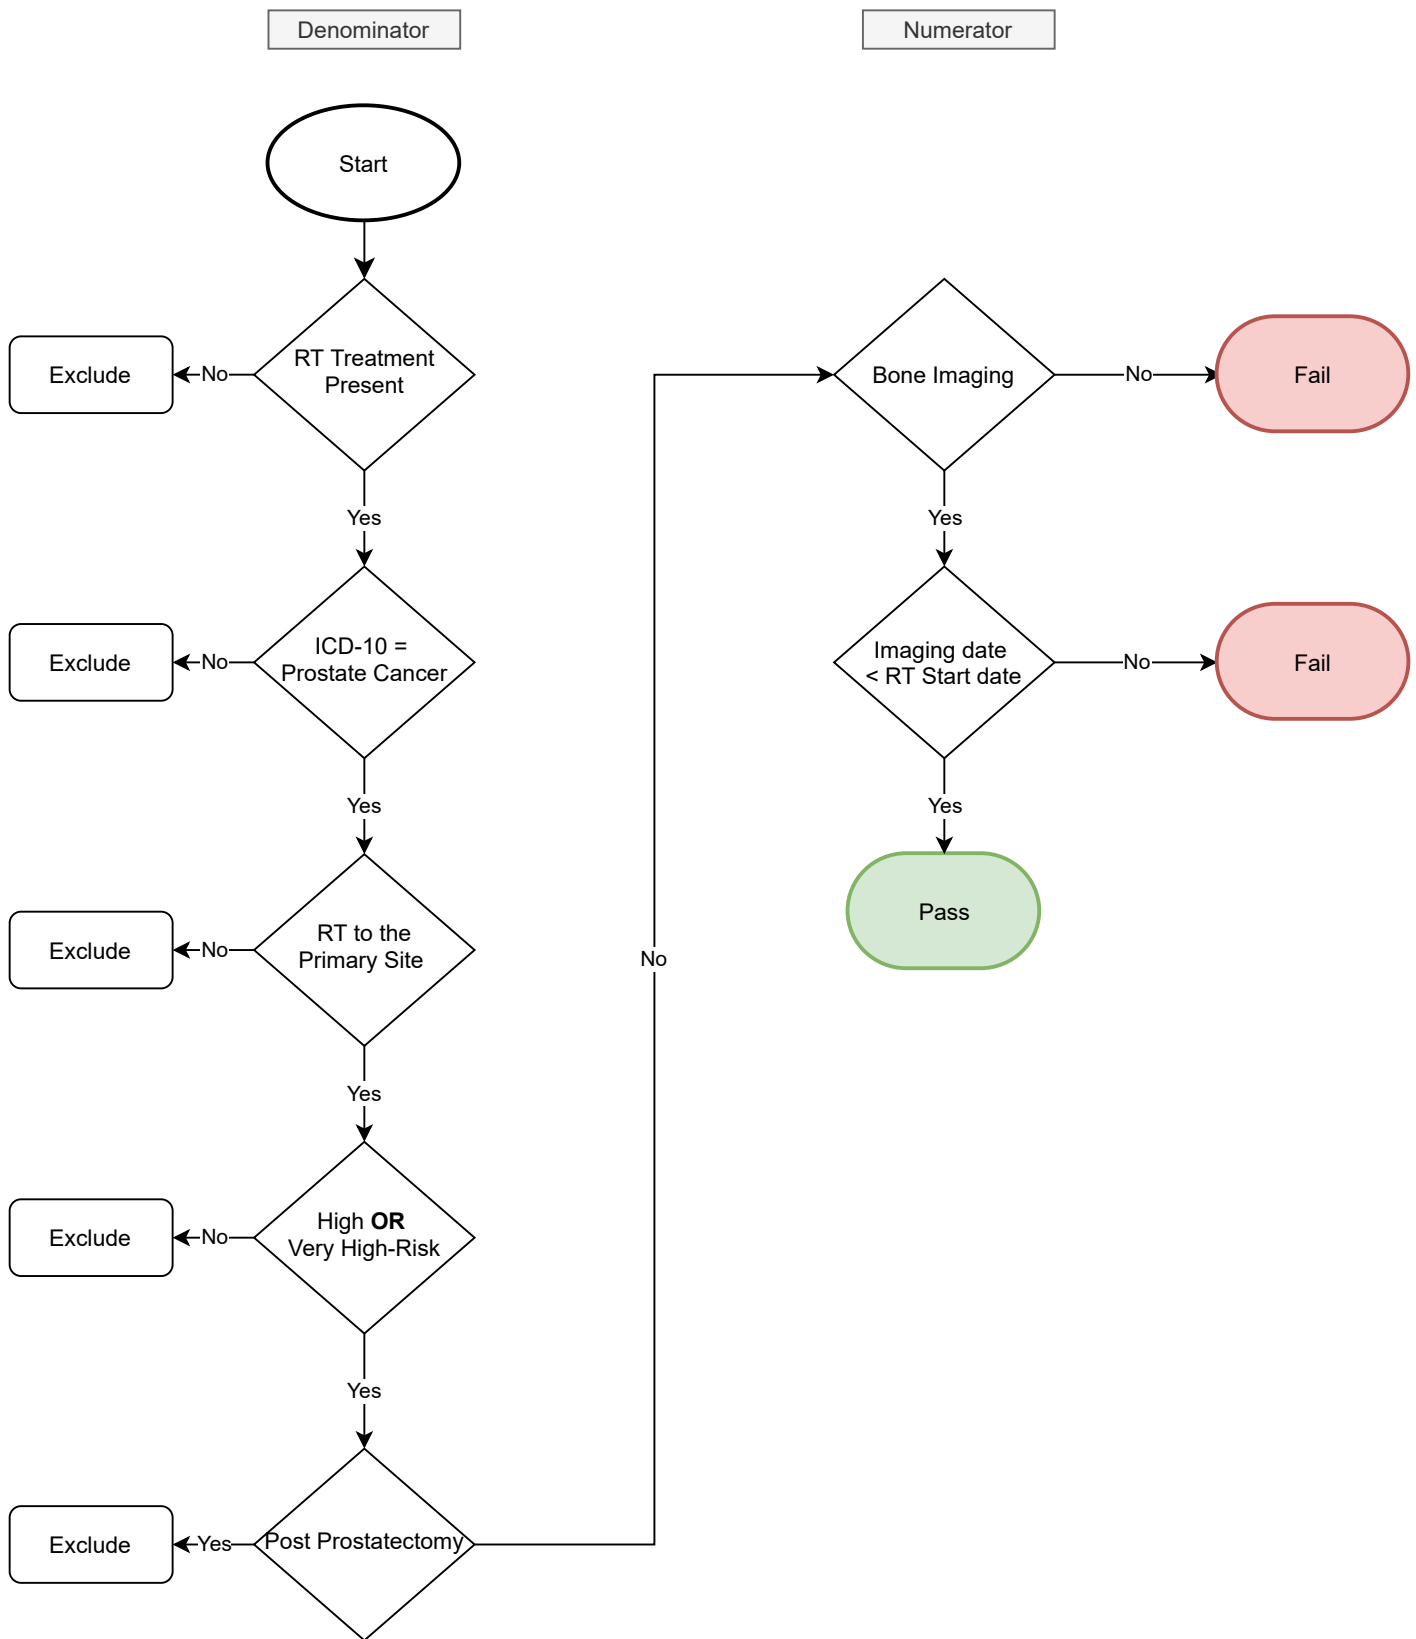 Denominator
Numerator
Start
RT Treatment
Present
No
Exclude
Yes
ICD-10 =
Prostate Cancer
No
Exclude
Yes
RT to the
Primary Site
No
Exclude
Yes
High OR
Very High-Risk
No
Exclude
Yes
Post Prostatectomy
Yes
Exclude
No
Bone Imaging
No
Fail
Yes
Imaging date
< RT Start date
No
Fail
Yes
Pass